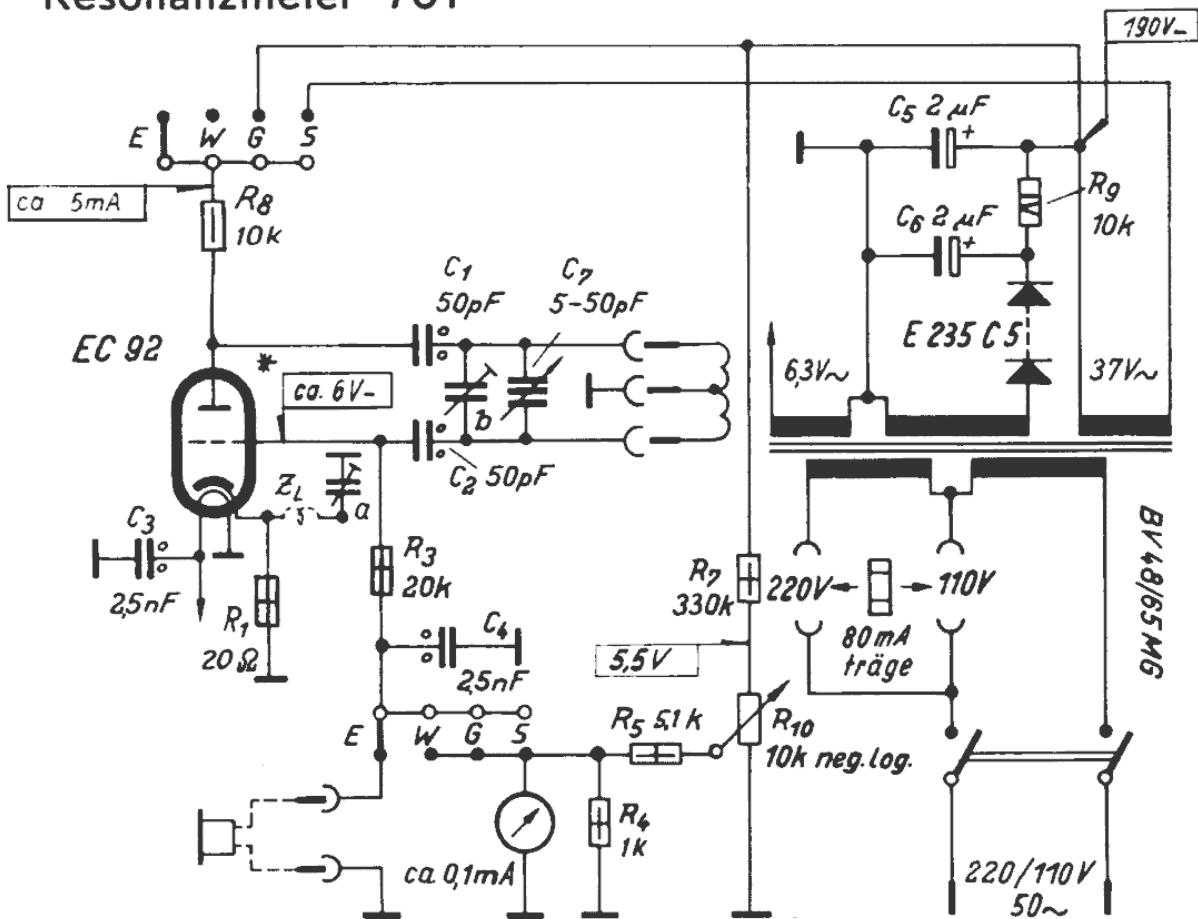 Resonanzmeter 701
190V–
E W G S
C5 2 µF
+
ca 5mA
R8
10k
R9
10k
C6 2 µF
+
C1
50pF
C7
5–50pF
EC 92
*
E 235 C 5
ca. 6V–
6,3V~
37V~
b
C2 50pF
ZL
a
C3
2,5nF
R3
20k
R7
330k
220V
110V
BV 48/65 MG
R1
20 Ω
C4
2,5nF
5,5V
80mA
träge
E W G S
R5 5,1 k
R10
10k neg. log.
R4
1k
ca 0,1mA
220/110V
50~